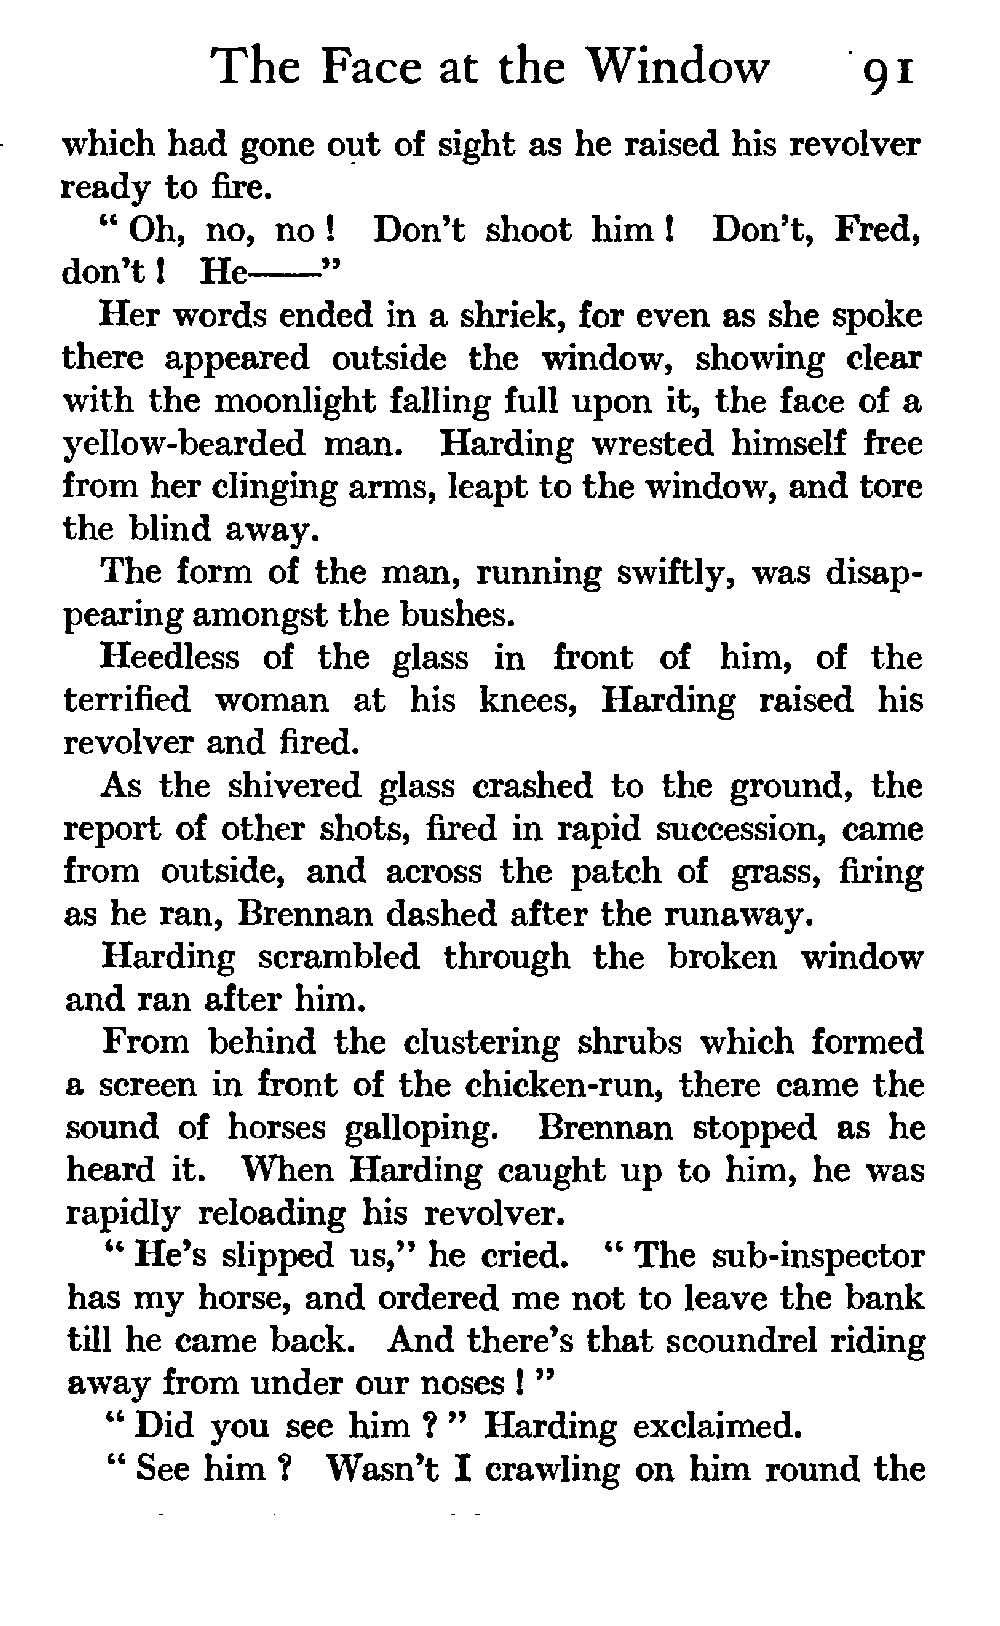 The Face at the Window 91
which had gone out of sight as he raised his revolver
ready to fire.
“ Oh, no, no ! Don’t shoot him ! Don’t, Fred,
don’t ! He——”
Her words ended in a shriek, for even as she spoke
there appeared outside the window, showing clear
with the moonlight falling full upon it, the face of a
yellow-bearded man. Harding wrested himself free
from her clinging arms, leapt to the window, and tore
the blind away.
The form of the man, running swiftly, was disap-
pearing amongst the bushes.
Heedless of the glass in front of him, of the
terrified woman at his knees, Harding raised his
revolver and fired.
As the shivered glass crashed to the ground, the
report of other shots, fired in rapid succession, came
from outside, and across the patch of grass, firing
as he ran, Brennan dashed after the runaway.
Harding scrambled through the broken window
and ran after him.
From behind the clustering shrubs which formed
a screen in front of the chicken-run, there came the
sound of horses galloping. Brennan stopped as he
heard it. When Harding caught up to him, he was
rapidly reloading his revolver.
“ He’s slipped us,” he cried. “ The sub-inspector
has my horse, and ordered me not to leave the bank
till he came back. And there’s that scoundrel riding
away from under our noses ! ”
“ Did you see him ? ” Harding exclaimed.
“ See him ? Wasn’t I crawling on him round the